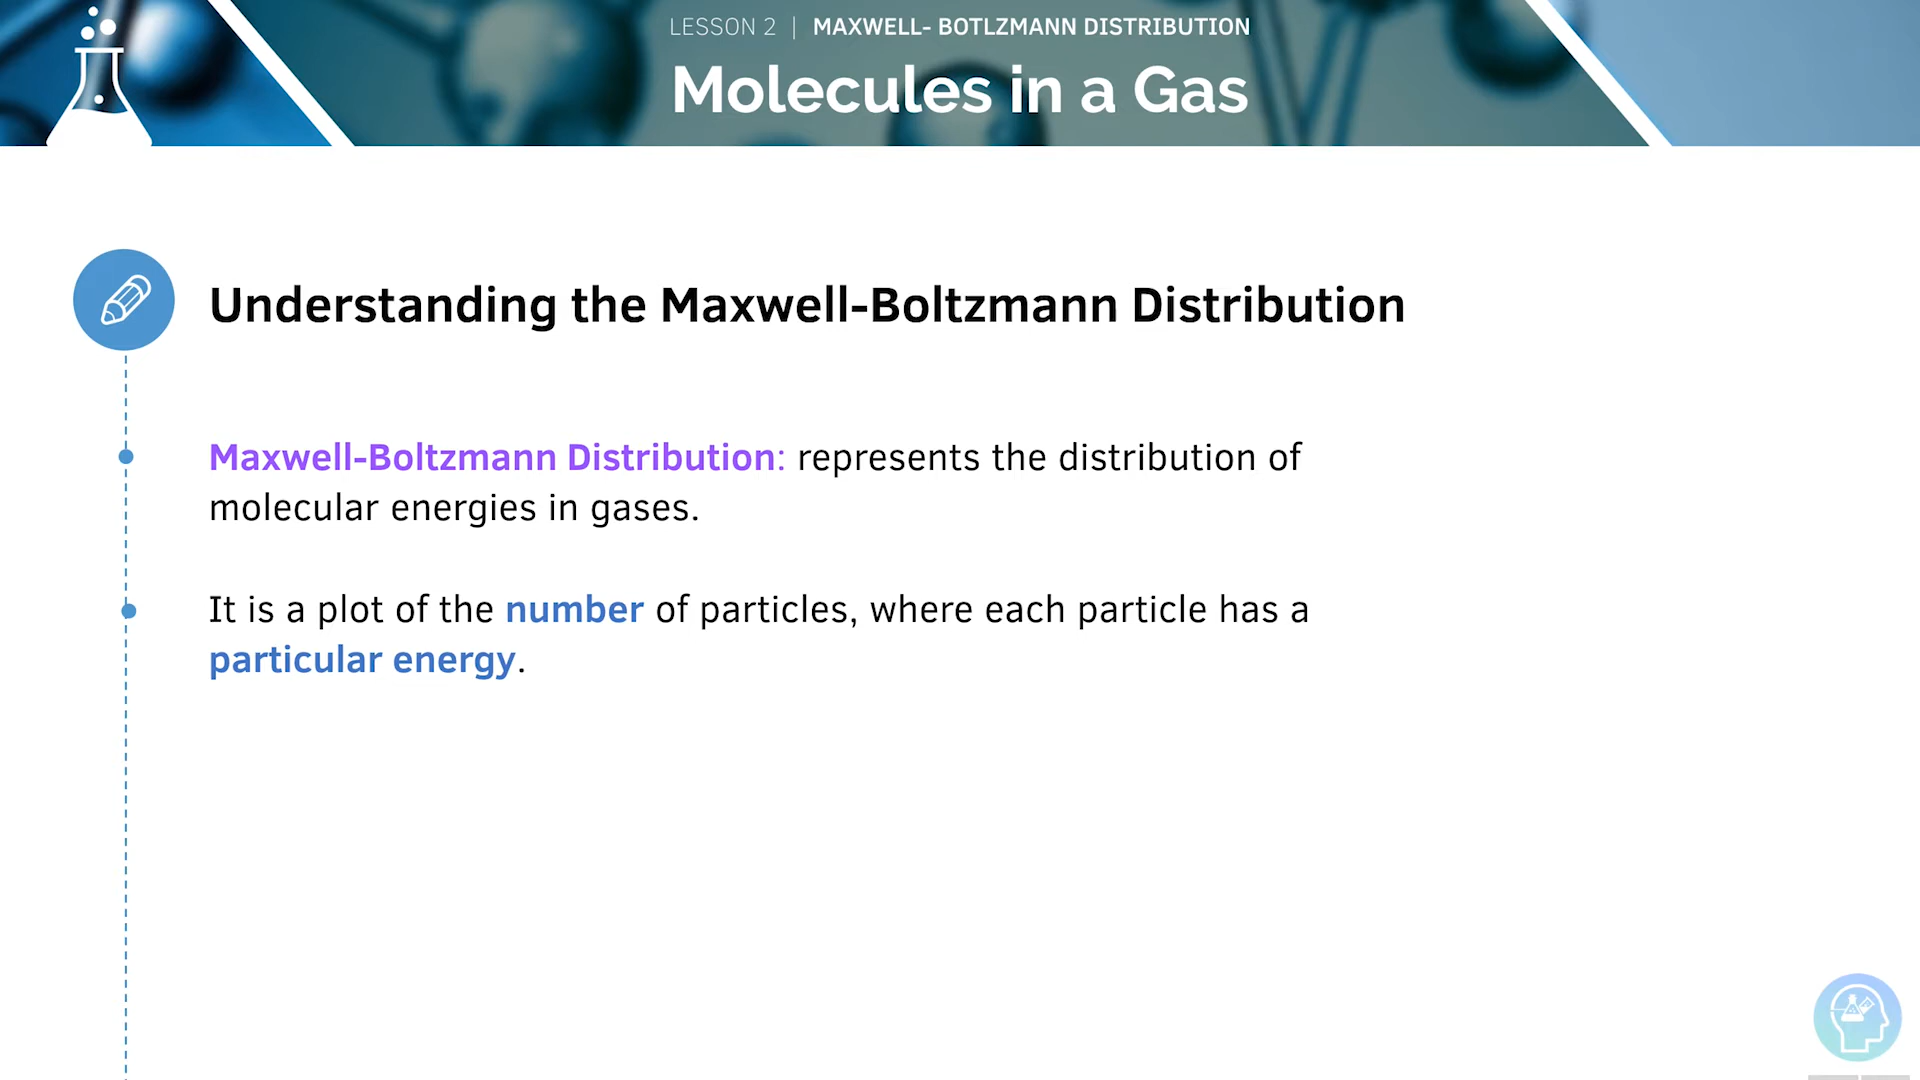 LESSON 2 | MAXWELL- BOTLZMANN DISTRIBUTION
Molecules in a Gas
Understanding the Maxwell-Boltzmann Distribution
Maxwell-Boltzmann Distribution: represents the distribution of
molecular energies in gases.
It is a plot of the number of particles, where each particle has a
particular energy.